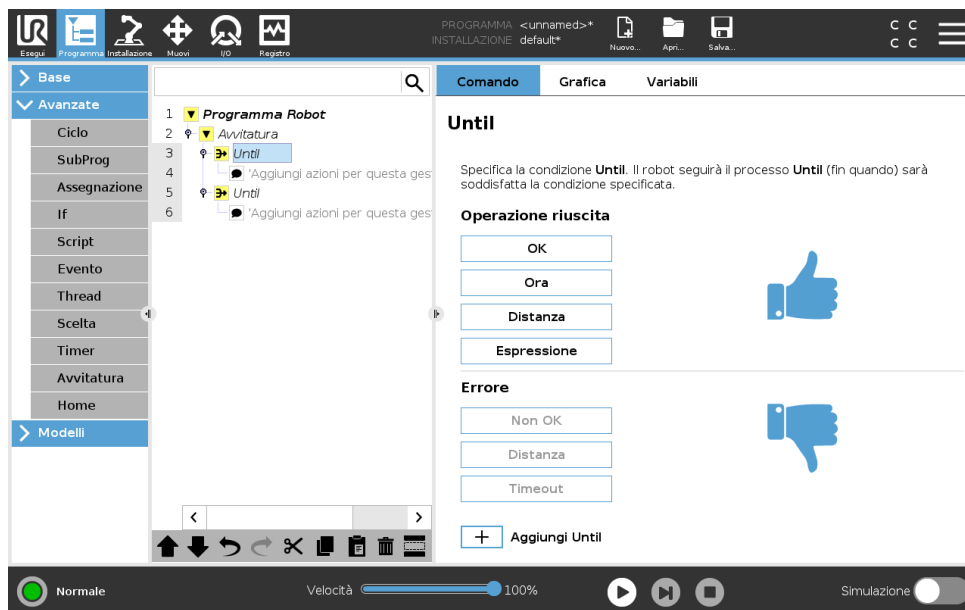 PROGRAMMA <unnamed>*
INSTALLAZIONE default*
Esegui Programma Installazione Muovi I/O Registro Nuovo... Apri... Salva...
C C
C C
Base
Avanzate
Ciclo
SubProg
Assegnazione
If
Script
Evento
Thread
Scelta
Timer
Avvitatura
Home
Modelli
1 Programma Robot
2 Avvitatura
3 Until
4 'Aggiungi azioni per questa ges
5 Until
6 'Aggiungi azioni per questa ges
Comando Grafica Variabili
Until
Specifica la condizione Until. Il robot seguirà il processo Until (fin quando) sarà
soddisfatta la condizione specificata.
Operazione riuscita
OK
Ora
Distanza
Espressione
Errore
Non OK
Distanza
Timeout
+ Aggiungi Until
Normale Velocità 100% Simulazione